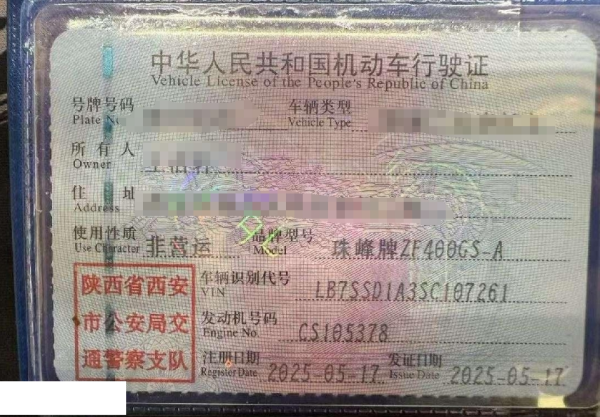 中华人民共和国机动车行驶证
Vehicle License of the People's Republic of China
号牌号码 车辆类型
Plate No. Vehicle Type
所有人
Owner
住址
Address
使用性质 非营运 品牌型号 珠峰牌ZF400GS-A
Use Character Model
陕西省西安 车辆识别代号 LB7SSD1A3SC107261
VIN
市公安局交 发动机号码 CS105378
Engine No.
通警察支队 注册日期 2025-05-17 发证日期 2025-05-17
Register Date Issue Date